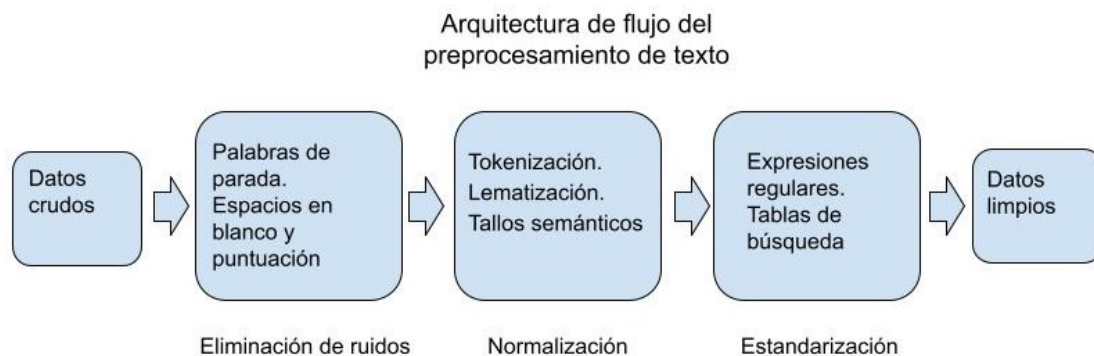 Arquitectura de flujo del
preprocesamiento de texto
Datos
crudos
Palabras de
parada.
Espacios en
blanco y
puntuación
Tokenización.
Lematización.
Tallos semánticos
Expresiones
regulares.
Tablas de
búsqueda
Datos
limpios
Eliminación de ruidos
Normalización
Estandarización